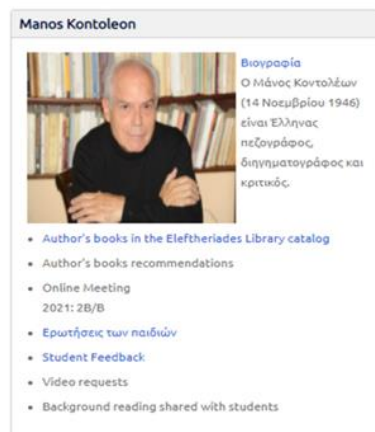 Manos Kontoleon
Βιογραφία
Ο Μάνος Κοντολέων
(14 Νοεμβρίου 1946)
είναι Έλληνας
πεζογράφος,
διηγηματογράφος και
κριτικός.
Author's books in the Eleftheriades Library catalog
Author's books recommendations
Online Meeting
2021: 2B/B
Ερωτήσεις των παιδιών
Student Feedback
Video requests
Background reading shared with students